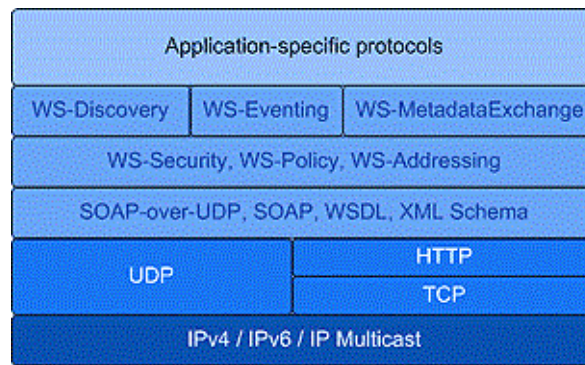 Application-specific protocols
WS-Discovery
WS-Eventing
WS-MetadataExchange
WS-Security, WS-Policy, WS-Addressing
SOAP-over-UDP, SOAP, WSDL, XML Schema
UDP
HTTP
TCP
IPv4 / IPv6 / IP Multicast